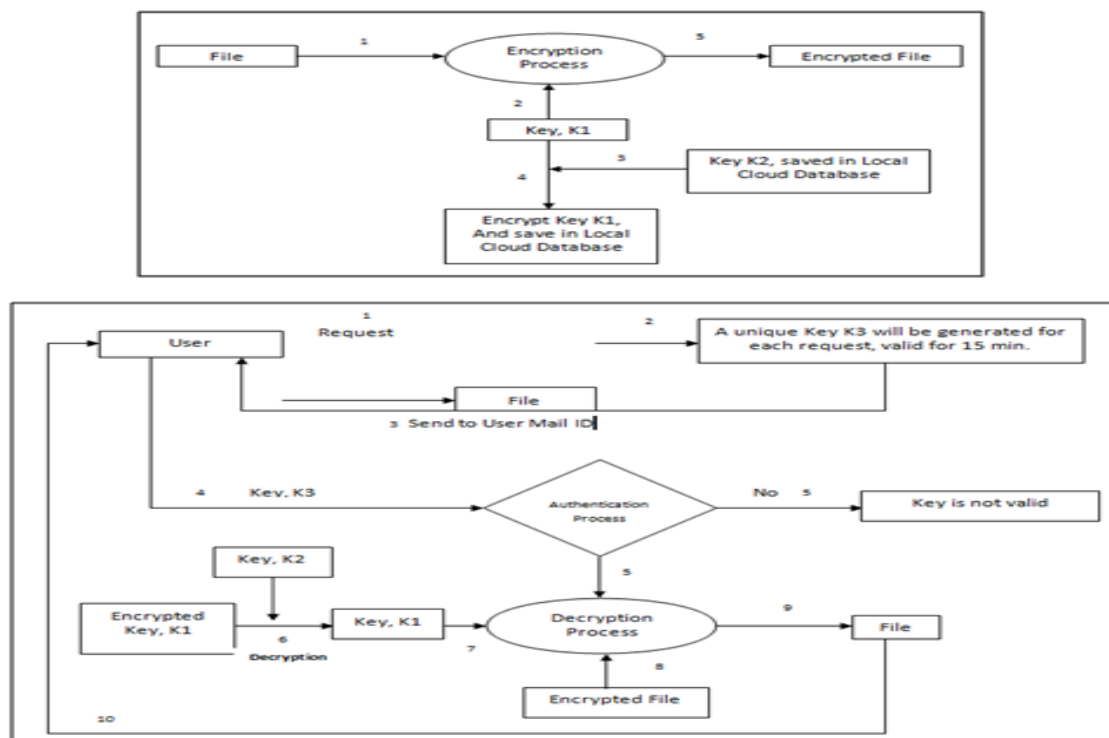 1
5
File
Encryption
Process
Encrypted File
2
Key, K1
3
Key K2, saved in Local
Cloud Database
4
Encrypt Key K1,
And save in Local
Cloud Database
1
Request
2
User
A unique Key K3 will be generated for
each request, valid for 15 min.
File
3 Send to User Mail ID
4
Key, K3
Authentication
Process
No
5
Key is not valid
5
Key, K2
Encrypted
Key, K1
6
Decryption
Key, K1
7
Decryption
Process
9
File
8
Encrypted File
10